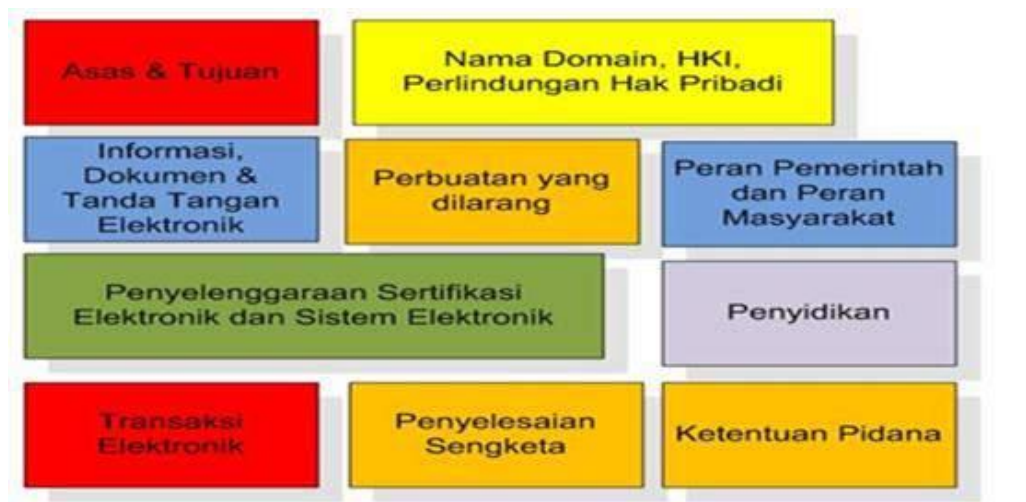 Asas & Tujuan
Nama Domain, HKI,
Perlindungan Hak Pribadi
Informasi,
Dokumen &
Tanda Tangan
Elektronik
Perbuatan yang
dilarang
Peran Pemerintah
dan Peran
Masyarakat
Penyelenggaraan Sertifikasi
Elektronik dan Sistem Elektronik
Penyidikan
Transaksi
Elektronik
Penyelesaian
Sengketa
Ketentuan Pidana